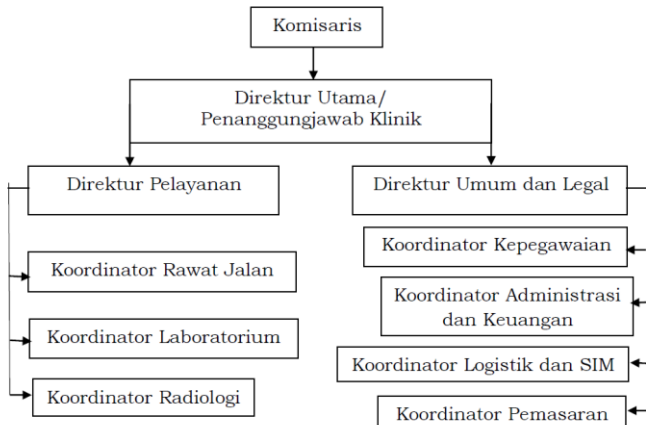 Komisaris
Direktur Utama/
Penanggungjawab Klinik
Direktur Pelayanan
Direktur Umum dan Legal
Koordinator Kepegawaian
Koordinator Rawat Jalan
Koordinator Administrasi
dan Keuangan
Koordinator Laboratorium
Koordinator Logistik dan SIM
Koordinator Radiologi
Koordinator Pemasaran